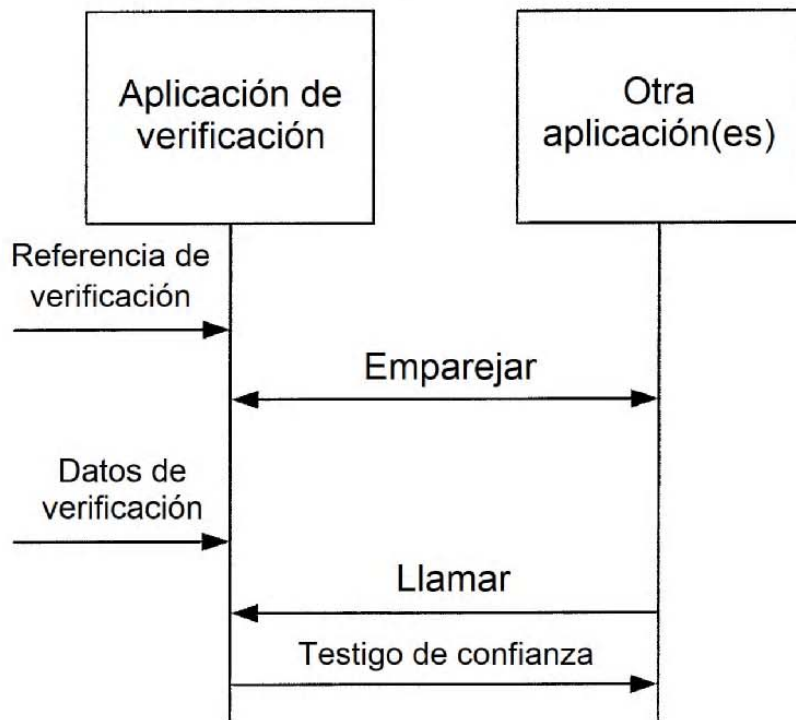 Aplicación de
verificación
Otra
aplicación(es)
Referencia de
verificación
Emparejar
Datos de
verificación
Llamar
Testigo de confianza